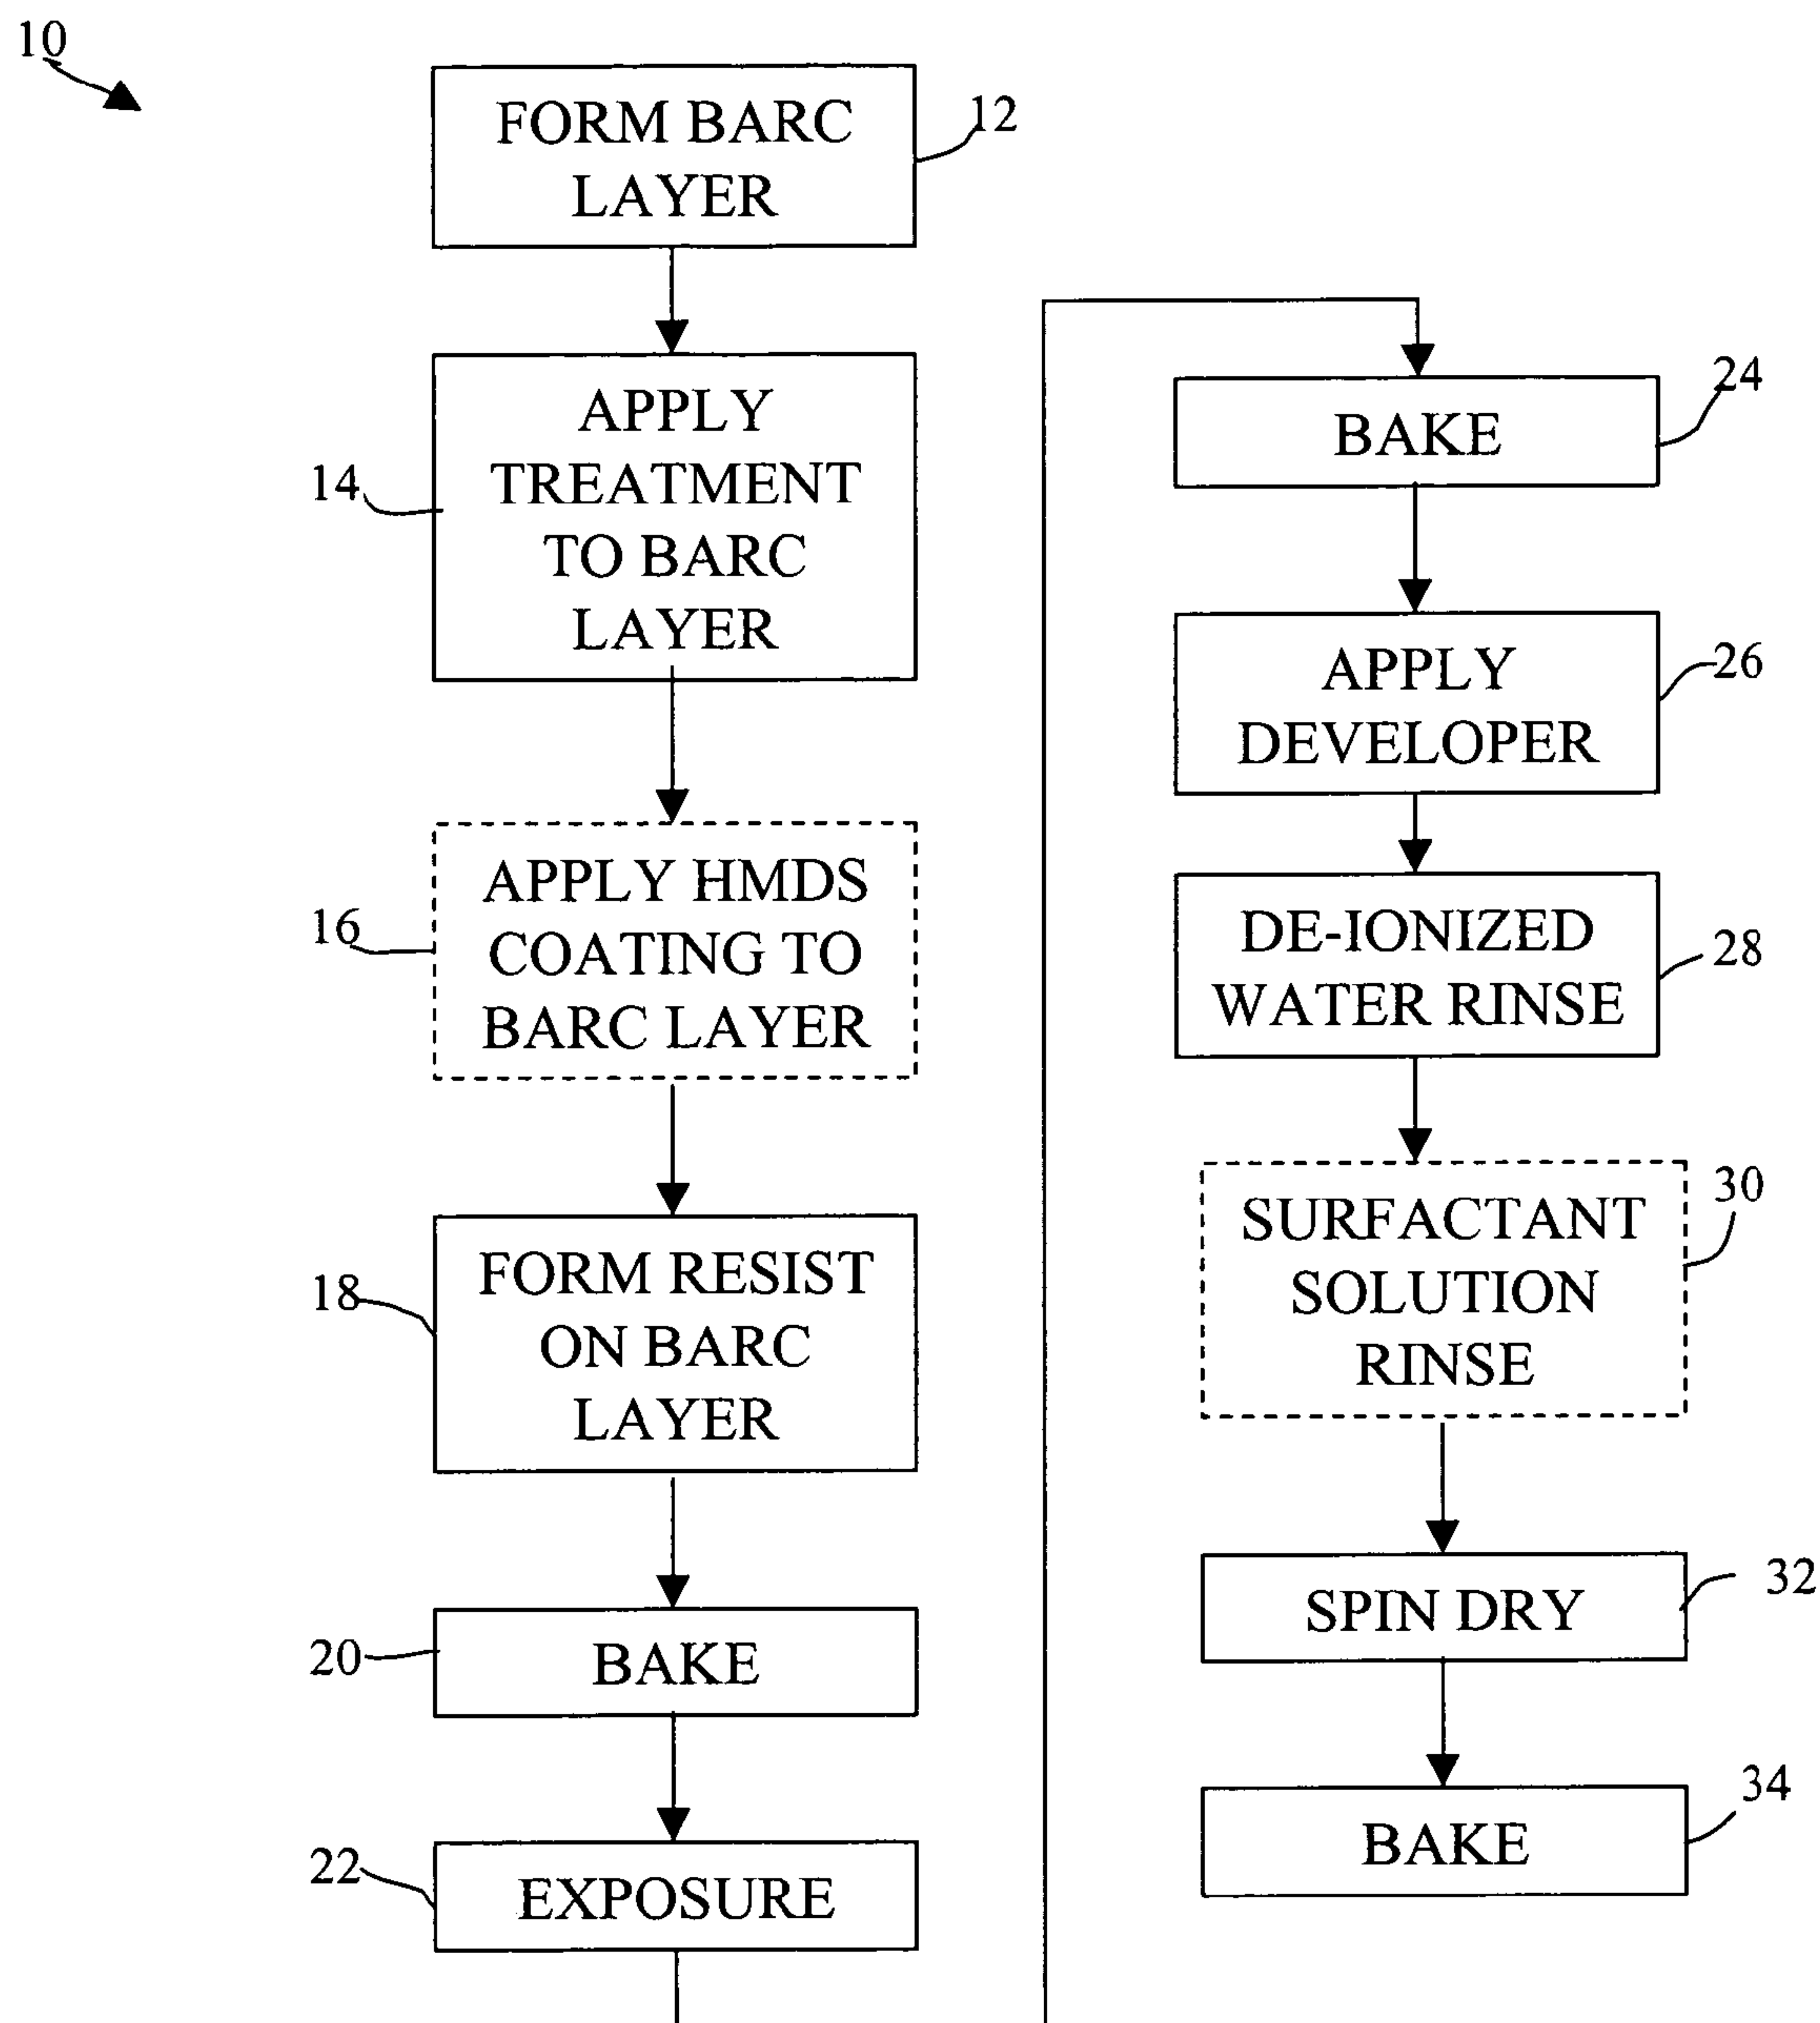 10
FORM BARC
LAYER
12
APPLY
TREATMENT
TO BARC
LAYER
14
APPLY HMDS
COATING TO
BARC LAYER
16
FORM RESIST
ON BARC
LAYER
18
BAKE
20
EXPOSURE
22
BAKE
24
APPLY
DEVELOPER
26
DE-IONIZED
WATER RINSE
28
SURFACTANT
SOLUTION
RINSE
30
SPIN DRY
32
BAKE
34